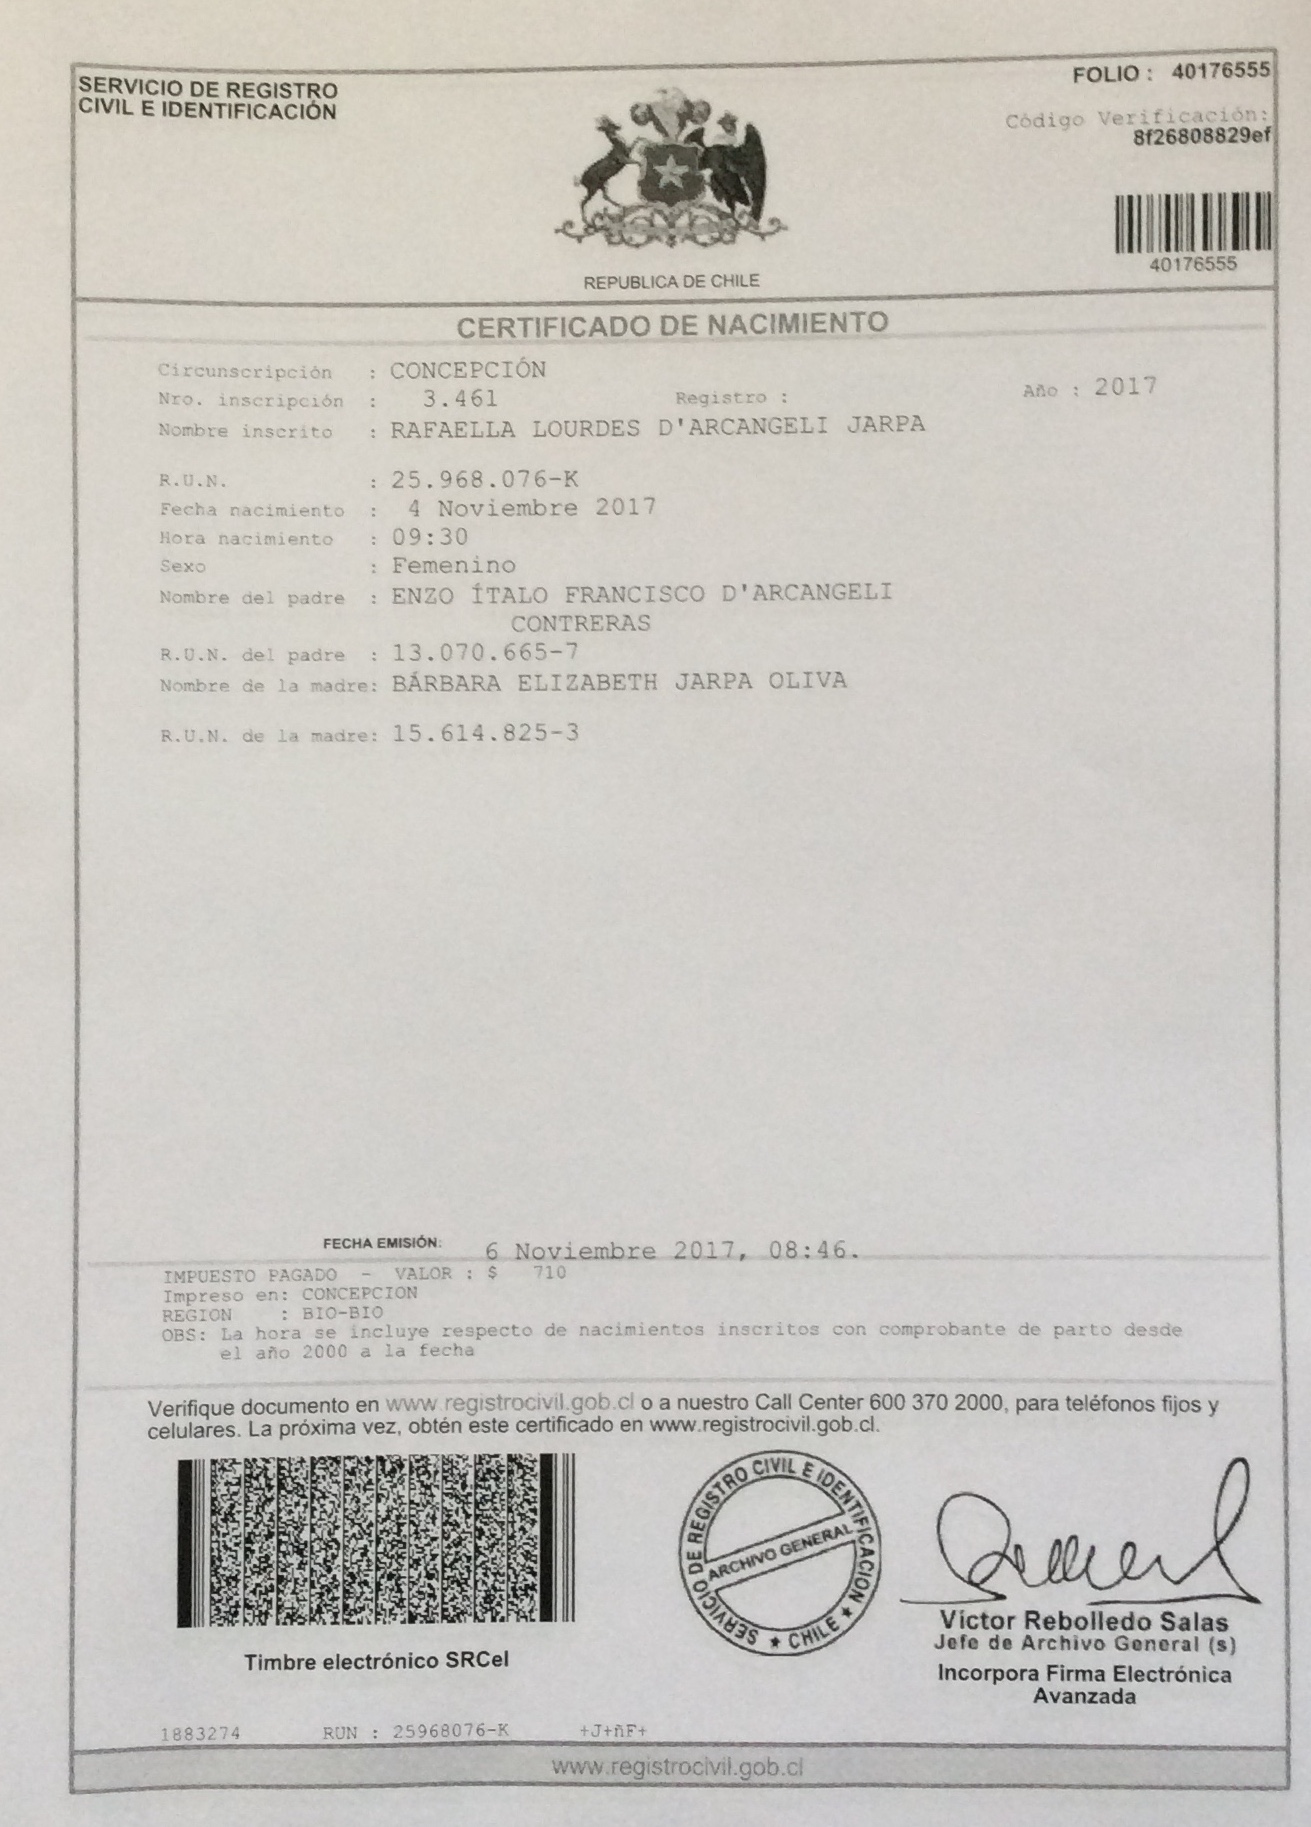 SERVICIO DE REGISTRO
CIVIL E IDENTIFICACIÓN
FOLIO : 40176555
Código Verificación:
8f26808829ef
40176555
REPUBLICA DE CHILE
CERTIFICADO DE NACIMIENTO
Circunscripción : CONCEPCIÓN
Nro. inscripción : 3.461 Registro : Año : 2017
Nombre inscrito : RAFAELLA LOURDES D'ARCANGELI JARPA
R.U.N. : 25.968.076-K
Fecha nacimiento : 4 Noviembre 2017
Hora nacimiento : 09:30
Sexo : Femenino
Nombre del padre : ENZO ÍTALO FRANCISCO D'ARCANGELI
CONTRERAS
R.U.N. del padre : 13.070.665-7
Nombre de la madre: BÁRBARA ELIZABETH JARPA OLIVA
R.U.N. de la madre: 15.614.825-3
FECHA EMISIÓN: 6 Noviembre 2017, 08:46.
IMPUESTO PAGADO - VALOR : $ 710
Impreso en: CONCEPCION
REGION : BIO-BIO
OBS: La hora se incluye respecto de nacimientos inscritos con comprobante de parto desde
el año 2000 a la fecha
Verifique documento en www.registrocivil.gob.cl o a nuestro Call Center 600 370 2000, para teléfonos fijos y
celulares. La próxima vez, obtén este certificado en www.registrocivil.gob.cl.
SERVICIO DE REGISTRO CIVIL E IDENTIFICACION
ARCHIVO GENERAL
★ CHILE ★
Victor Rebolledo Salas
Jefe de Archivo General (s)
Incorpora Firma Electrónica
Avanzada
Timbre electrónico SRCeI
1883274 RUN : 25968076-K +J+ñF+
www.registrocivil.gob.cl